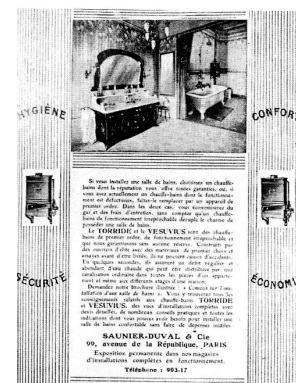 HYGIÈNE
CONFORT
SÉCURITÉ
ÉCONOMIE
Si vous installez une salle de bains, choisissez un chauffe-
bains dont la réputation vous offre toutes garanties, ou, si
vous avez actuellement un chauffe-bains dont le fonctionne-
ment est défectueux, faites-le remplacer par un appareil de
premier ordre. Dans les deux cas, vous économiserez du
gaz et des frais d'entretien, sans compter qu'un chauffe-
bains de fonctionnement irréprochable décuple le charme de
posséder une salle de bains.
Le TORRIDE et le VESUVIUS sont des chauffe-
bains de premier ordre, de fonctionnement irréprochable et
que nous garantissons sans aucune réserve. Construits par
des ouvriers d'élite avec des matériaux de premier choix et
essayés avant d'être livrés, ils ne peuvent causer d'accidents.
En quelques secondes, ils assurent un débit régulier et
abondant d'eau chaude qui peut être distribuée par une
canalisation ordinaire dans toutes les pièces d'un apparte-
ment et même aux différents étages d'une maison.
Demandez notre brochure illustrée : « Conseils sur l'ins-
tallation d'une salle de bains ». Vous y trouverez tous les
renseignements relatifs aux chauffe-bains TORRIDE
et VESUVIUS, des vues d'installations complètes avec
devis détaillés, de nombreux conseils pratiques et toutes les
indications dont vous pouvez avoir besoin pour installer une
salle de bains confortable sans faire de dépenses inutiles.
SAUNIER-DUVAL & Cie
99, avenue de la République, PARIS
Exposition permanente dans nos magasins
d'installations complètes en fonctionnement.
Téléphone : 903-17